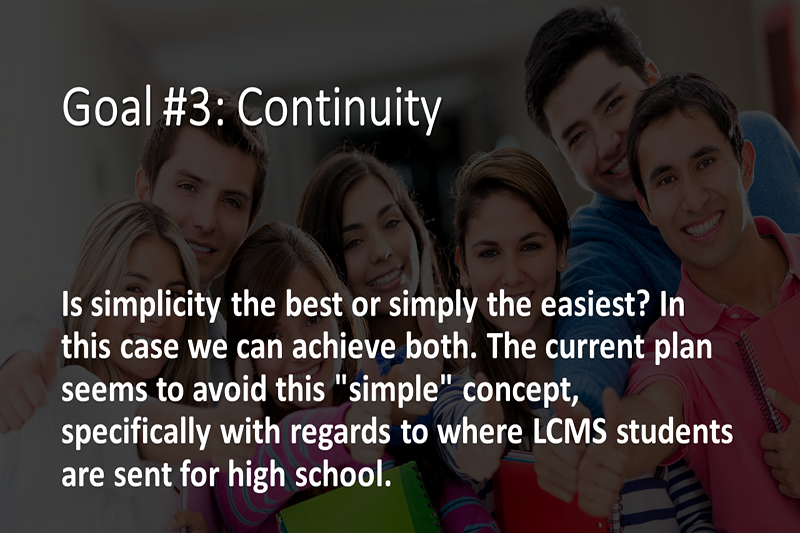 Goal #3: Continuity
Is simplicity the best or simply the easiest? In
this case we can achieve both. The current plan
seems to avoid this "simple" concept,
specifically with regards to where LCMS students
are sent for high school.